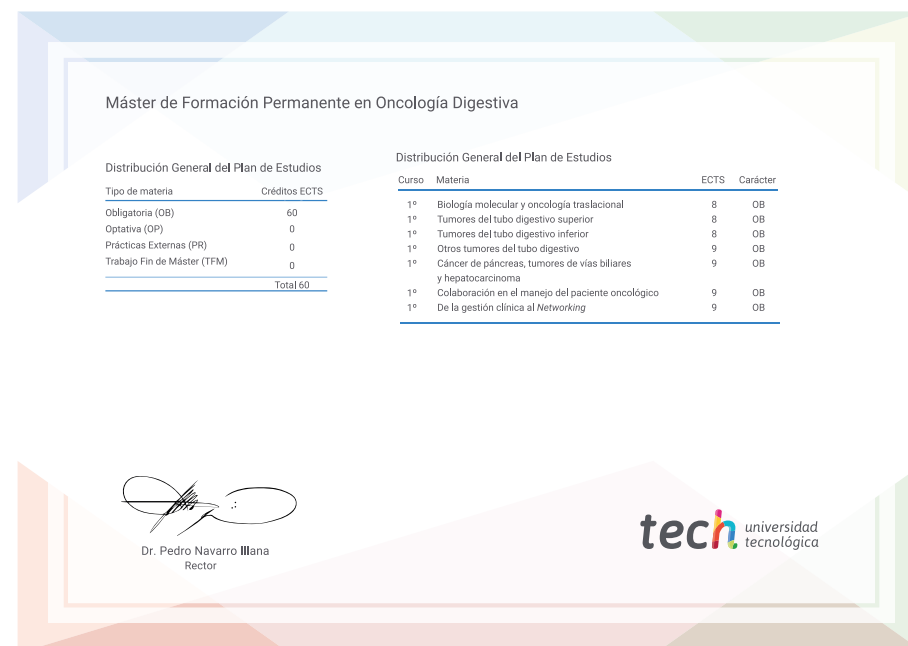 Máster de Formación Permanente en Oncología Digestiva
Distribución General del Plan de Estudios
Tipo de materia Créditos ECTS
Obligatoria (OB) 60
Optativa (OP) 0
Prácticas Externas (PR) 0
Trabajo Fin de Máster (TFM) 0
Total 60
Distribución General del Plan de Estudios
Curso Materia ECTS Carácter
1º Biología molecular y oncología traslacional 8 OB
1º Tumores del tubo digestivo superior 8 OB
1º Tumores del tubo digestivo inferior 8 OB
1º Otros tumores del tubo digestivo 9 OB
1º Cáncer de páncreas, tumores de vías biliares 9 OB
y hepatocarcinoma
1º Colaboración en el manejo del paciente oncológico 9 OB
1º De la gestión clínica al Networking 9 OB
Dr. Pedro Navarro Illana
Rector
tech universidad
tecnológica